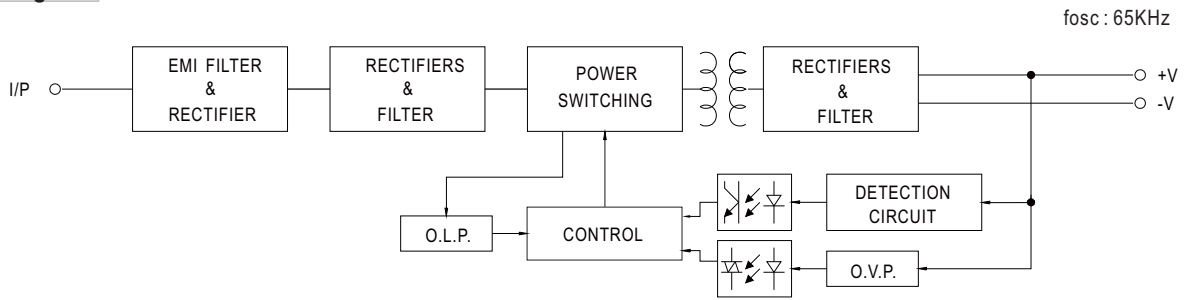 fosc : 65KHz
I/P
EMI FILTER
&
RECTIFIER
RECTIFIERS
&
FILTER
POWER
SWITCHING
RECTIFIERS
&
FILTER
+V
-V
O.L.P.
CONTROL
DETECTION
CIRCUIT
O.V.P.